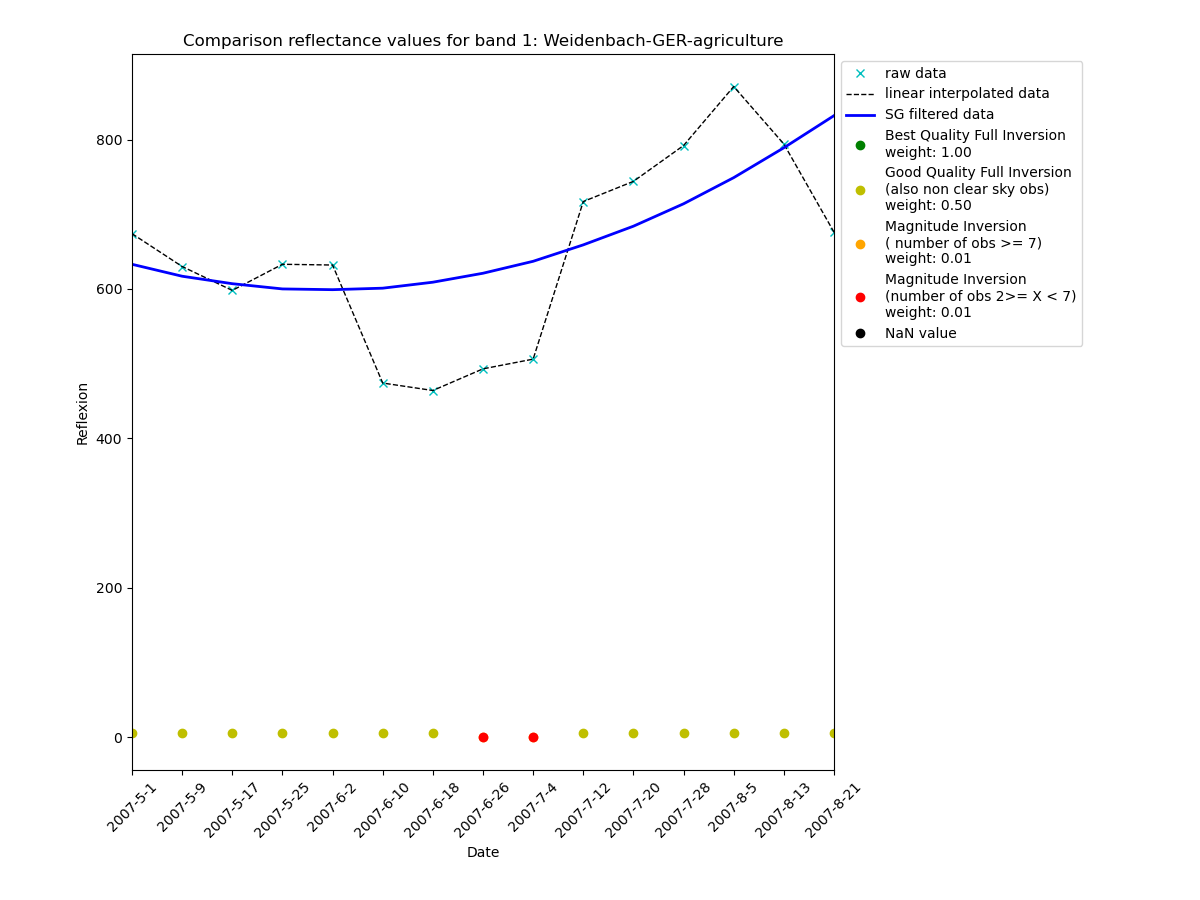 Comparison reflectance values for band 1: Weidenbach-GER-agriculture
raw data
linear interpolated data
SG filtered data
Best Quality Full Inversion
weight: 1.00
Good Quality Full Inversion
(also non clear sky obs)
weight: 0.50
Magnitude Inversion
( number of obs >= 7)
weight: 0.01
Magnitude Inversion
(number of obs 2>= X < 7)
weight: 0.01
NaN value
Reflexion
800
600
400
200
0
2007-5-1
2007-5-9
2007-5-17
2007-5-25
2007-6-2
2007-6-10
2007-6-18
2007-6-26
2007-7-4
2007-7-12
2007-7-20
2007-7-28
2007-8-5
2007-8-13
2007-8-21
Date